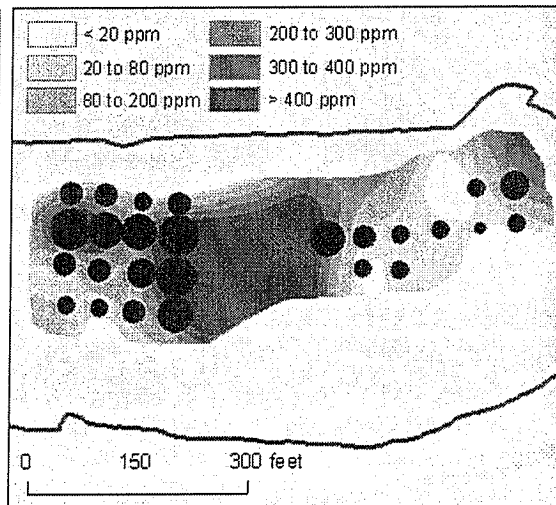 < 20 ppm 200 to 300 ppm
20 to 80 ppm 300 to 400 ppm
80 to 200 ppm > 400 ppm
0 150 300 feet